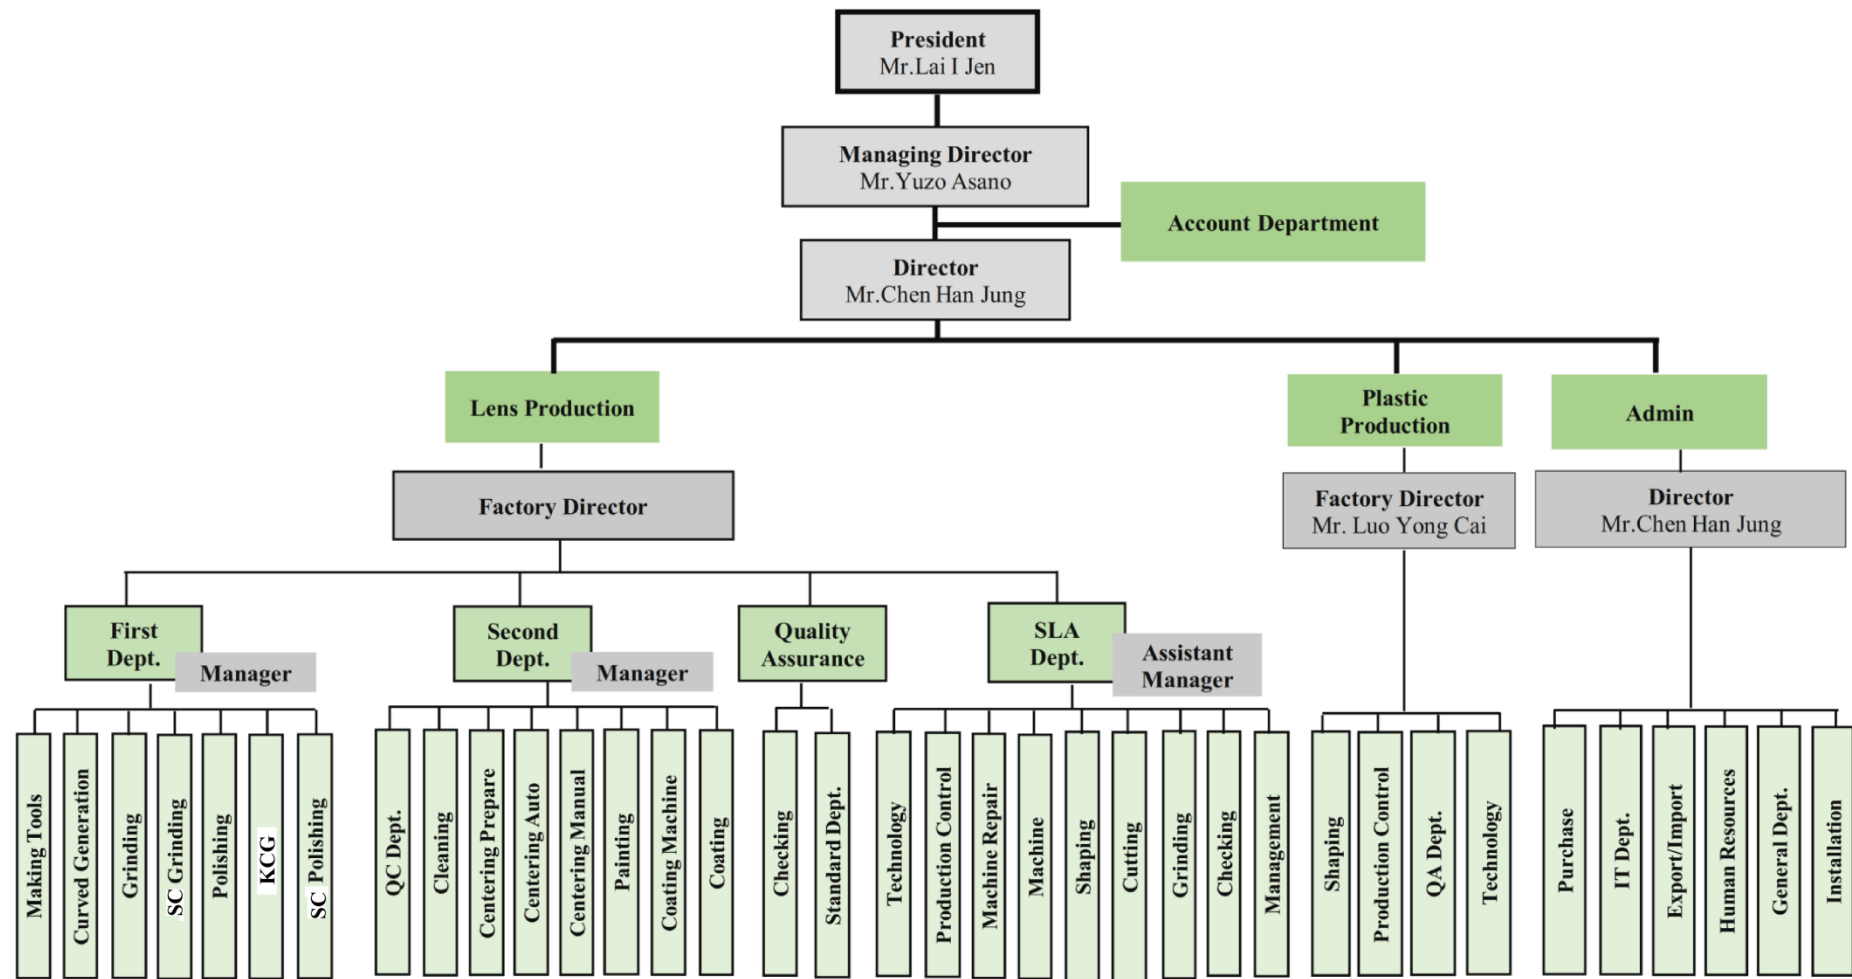 President
Mr.Lai I Jen
Managing Director
Mr.Yuzo Asano
Account Department
Director
Mr.Chen Han Jung
Lens Production
Plastic
Production
Admin
Factory Director
Factory Director
Mr. Luo Yong Cai
Director
Mr.Chen Han Jung
First
Dept.
Manager
Second
Dept.
Manager
Quality
Assurance
SLA
Dept.
Assistant
Manager
Making Tools
Curved Generation
Grinding
SC Grinding
Polishing
KCG
SC Polishing
QC Dept.
Cleaning
Centering Prepare
Centering Auto
Centering Manual
Painting
Coating Machine
Coating
Checking
Standard Dept.
Technology
Production Control
Machine Repair
Machine
Shaping
Cutting
Grinding
Checking
Management
Shaping
Production Control
QA Dept.
Technology
Purchase
IT Dept.
Export/Import
Human Resources
General Dept.
Installation